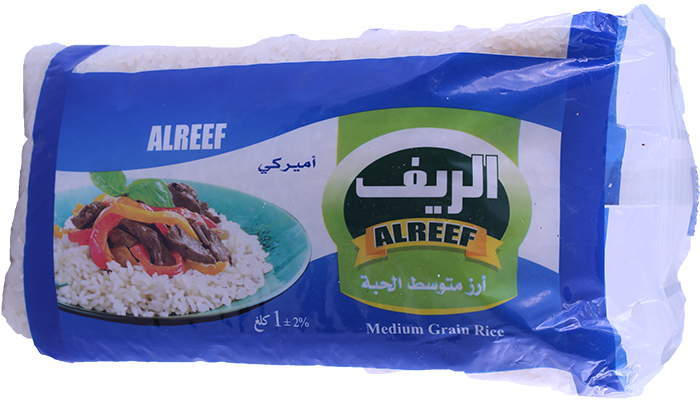 ALREEF
أميركي
الريف
ALREEF
أرز متوسط الحبة
Medium Grain Rice
1 كلغ ± 2%